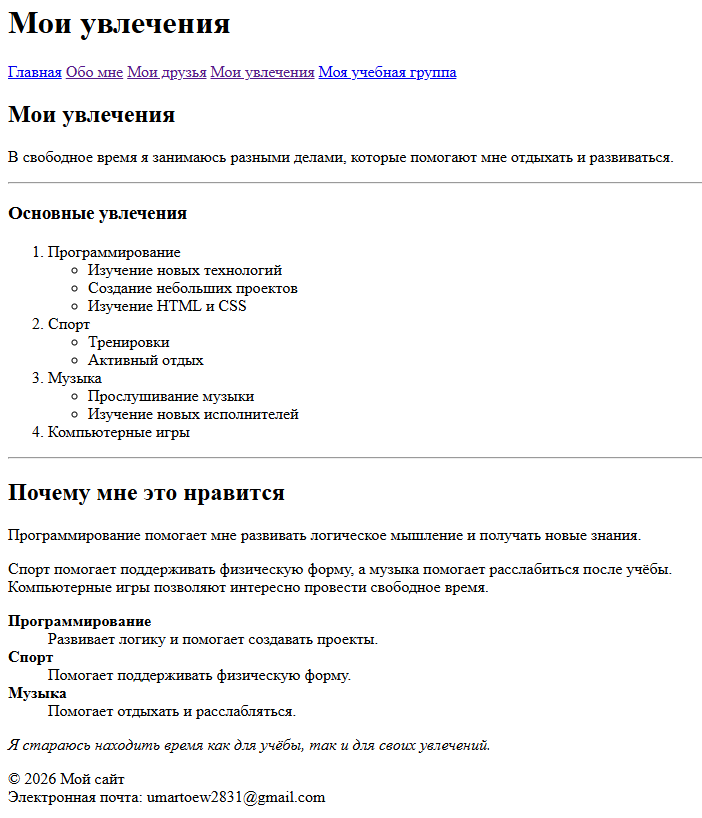 Мои увлечения
Главная Обо мне Мои друзья Мои увлечения Моя учебная группа
Мои увлечения
В свободное время я занимаюсь разными делами, которые помогают мне отдыхать и развиваться.
Основные увлечения
1. Программирование
Изучение новых технологий
Создание небольших проектов
Изучение HTML и CSS
2. Спорт
Тренировки
Активный отдых
3. Музыка
Прослушивание музыки
Изучение новых исполнителей
4. Компьютерные игры
Почему мне это нравится
Программирование помогает мне развивать логическое мышление и получать новые знания.
Спорт помогает поддерживать физическую форму, а музыка помогает расслабиться после учёбы.
Компьютерные игры позволяют интересно провести свободное время.
Программирование
Развивает логику и помогает создавать проекты.
Спорт
Помогает поддерживать физическую форму.
Музыка
Помогает отдыхать и расслабляться.
Я стараюсь находить время как для учёбы, так и для своих увлечений.
© 2026 Мой сайт
Электронная почта: umartoew2831@gmail.com